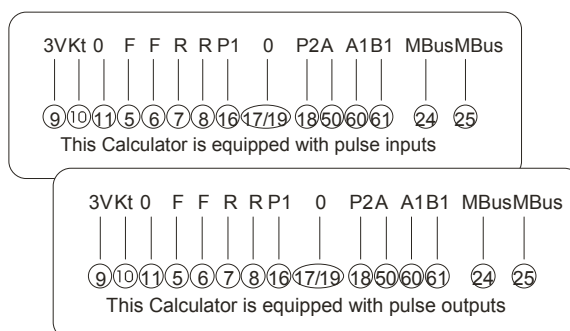 3VKt 0 F F R R P1 0 P2A A1B1 MBusMBus
9 10 11 5 6 7 8 16 17/19 18 50 60 61 24 25
This Calculator is equipped with pulse inputs
3VKt 0 F F R R P1 0 P2A A1B1 MBusMBus
9 10 11 5 6 7 8 16 17/19 18 50 60 61 24 25
This Calculator is equipped with pulse outputs